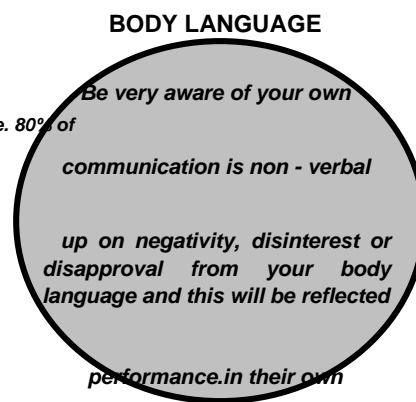 BODY LANGUAGE
Be very aware of your own
e. 80% of
communication is non - verbal
up on negativity, disinterest or
disapproval from your body
language and this will be reflected
performance.in their own